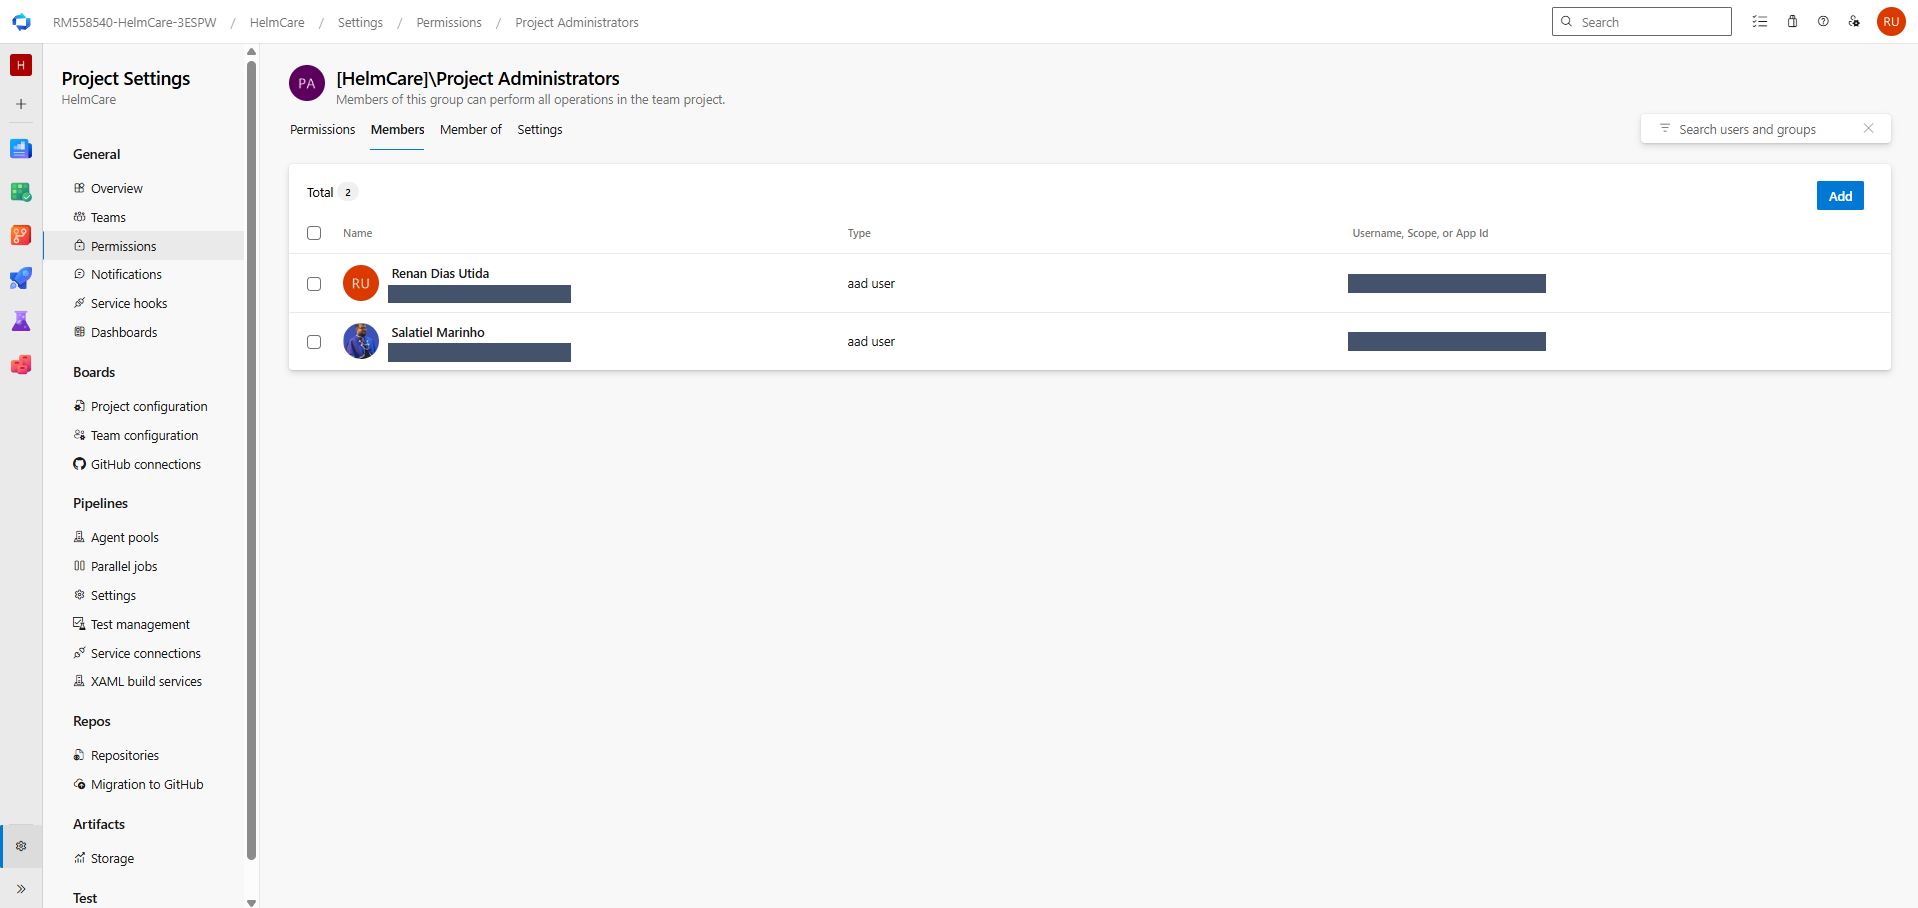 RM558540-HelmCare-3ESPW / HelmCare / Settings / Permissions / Project Administrators
Search
RU
H
Project Settings
HelmCare
General
Overview
Teams
Permissions
Notifications
Service hooks
Dashboards
Boards
Project configuration
Team configuration
GitHub connections
Pipelines
Agent pools
Parallel jobs
Settings
Test management
Service connections
XAML build services
Repos
Repositories
Migration to GitHub
Artifacts
Storage
Test
PA
[HelmCare]\Project Administrators
Members of this group can perform all operations in the team project.
Permissions Members Member of Settings
Search users and groups
Total 2
Add
Name Type Username, Scope, or App Id
RU Renan Dias Utida aad user
Salatiel Marinho aad user